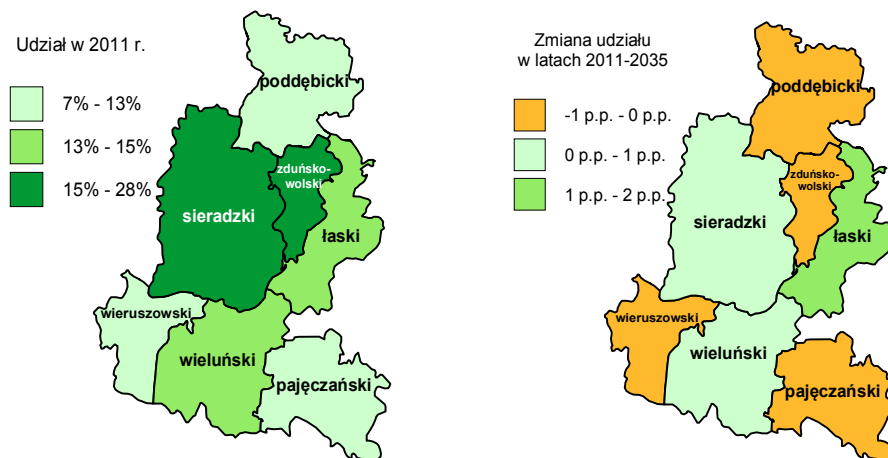 Udział w 2011 r.
7% - 13%
13% - 15%
15% - 28%
poddębicki
zduńsko-
wolski
sieradzki
łaski
wieruszowski
wieluński
pajęczański
Zmiana udziału
w latach 2011-2035
-1 p.p. - 0 p.p.
0 p.p. - 1 p.p.
1 p.p. - 2 p.p.
poddębicki
zduńsko-
wolski
sieradzki
łaski
wieruszowski
wieluński
pajęczański